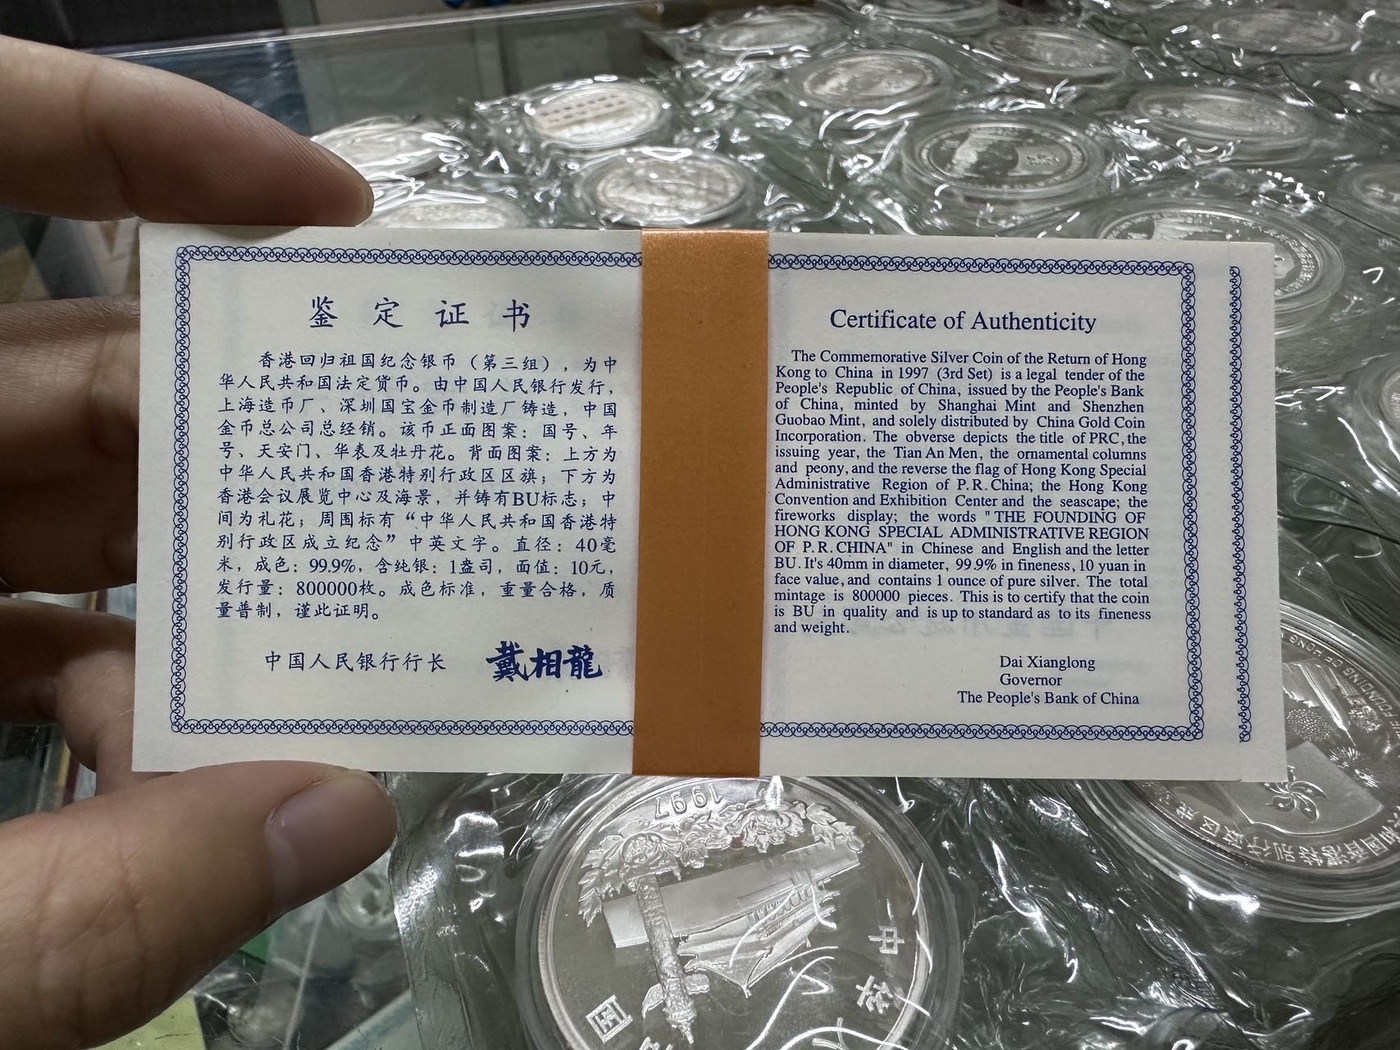 鉴定证书
香港回归祖国纪念银币（第三组），为中
华人民共和国法定货币。由中国人民银行发行，
上海造币厂、深圳国宝金币制造厂铸造，中国
金币总公司总经销。该币正面图案：国号、年
号、天安门、华表及牡丹花。背面图案：上方为
中华人民共和国香港特别行政区区旗；下方为
香港会议展览中心及海景，并铸有BU标志；中
间为礼花；周围标有“中华人民共和国香港特
别行政区成立纪念”中英文字。直径：40毫
米，成色：99.9%，含纯银：1盎司，面值：10元，
发行量：800000枚。成色标准，重量合格，质
量普制，谨此证明。
中国人民银行行长 戴相龍
Certificate of Authenticity
The Commemorative Silver Coin of the Return of Hong
Kong to China in 1997 (3rd Set) is a legal tender of the
People's Republic of China, issued by the People's Bank
of China, minted by Shanghai Mint and Shenzhen
Guobao Mint, and solely distributed by China Gold Coin
Incorporation. The obverse depicts the title of PRC, the
issuing year, the Tian An Men, the ornamental columns
and peony, and the reverse the flag of Hong Kong Special
Administrative Region of P. R. China; the Hong Kong
Convention and Exhibition Center and the seascape; the
fireworks display; the words "THE FOUNDING OF
HONG KONG SPECIAL ADMINISTRATIVE REGION
OF P. R. CHINA" in Chinese and English and the letter
BU. It's 40mm in diameter, 99.9% in fineness, 10 yuan in
face value, and contains 1 ounce of pure silver. The total
mintage is 800000 pieces. This is to certify that the coin
is BU in quality and is up to standard as to its fineness
and weight.
Dai Xianglong
Governor
The People's Bank of China
1997
中华
国
国香港特别行政区成